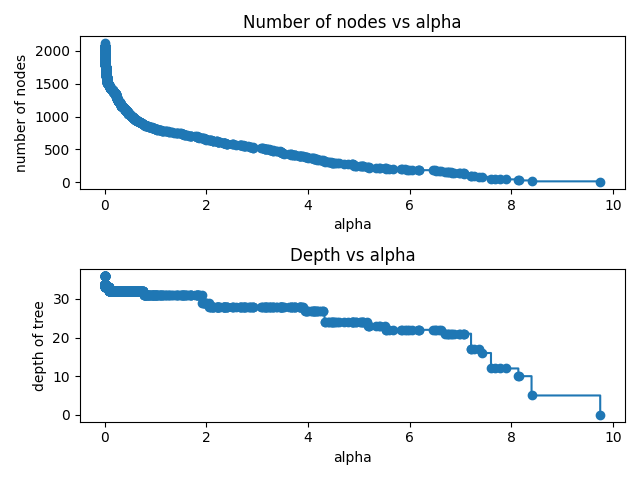 Number of nodes vs alpha
number of nodes
2000
1500
1000
500
0
0 2 4 6 8 10
alpha
Depth vs alpha
depth of tree
30
20
10
0
0 2 4 6 8 10
alpha